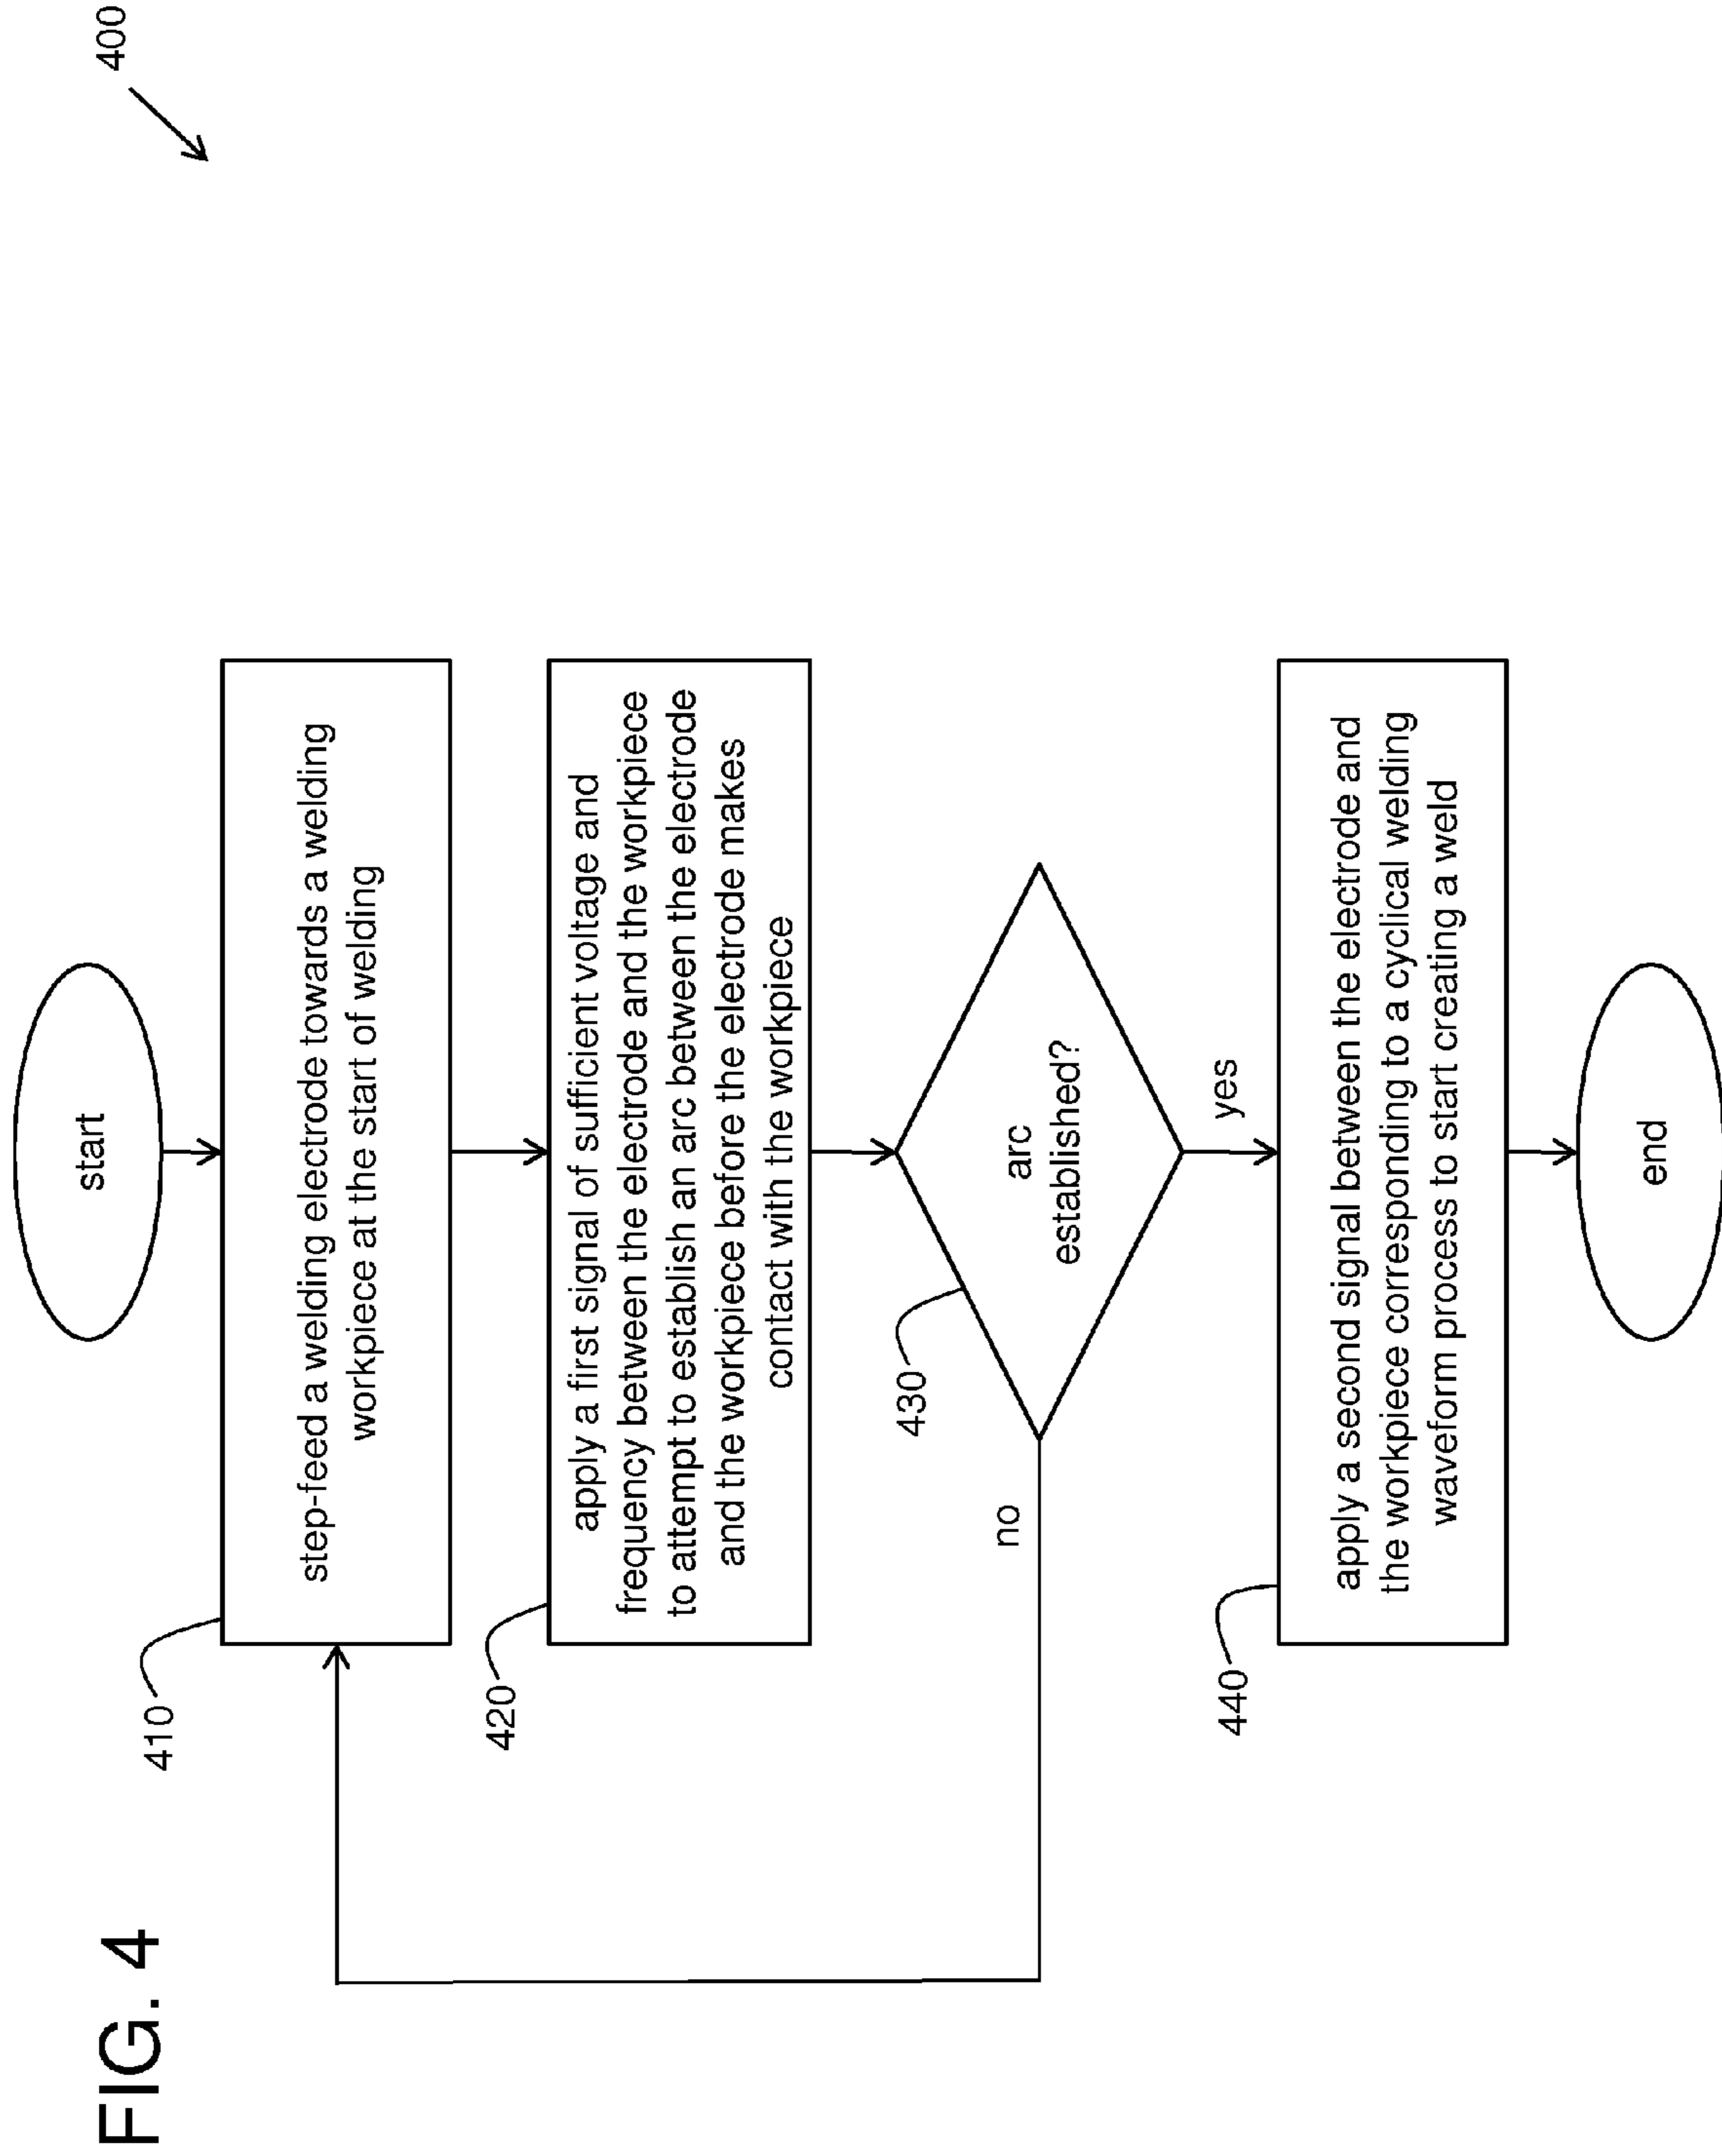 FIG. 4
400
start
410
step-feed a welding electrode towards a welding
workpiece at the start of welding
420
apply a first signal of sufficient voltage and
frequency between the electrode and the workpiece
to attempt to establish an arc between the electrode
and the workpiece before the electrode makes
contact with the workpiece
430
arc
established?
no
yes
440
apply a second signal between the electrode and
the workpiece corresponding to a cyclical welding
waveform process to start creating a weld
end